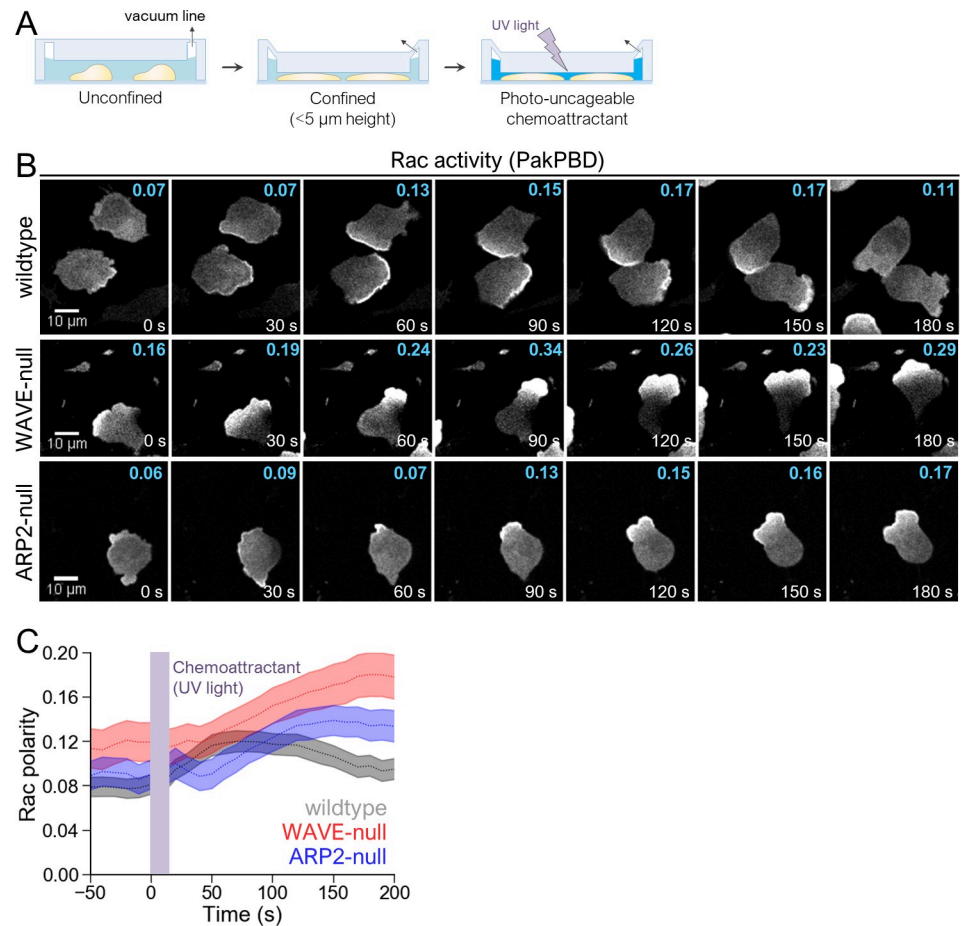 A
vacuum line
UV light
Unconfined
Confined
(<5 µm height)
Photo-uncageable
chemoattractant
B
Rac activity (PakPBD)
wildtype
0.07 0.07 0.13 0.15 0.17 0.17 0.11
10 µm
0 s 30 s 60 s 90 s 120 s 150 s 180 s
WAVE-null
0.16 0.19 0.24 0.34 0.26 0.23 0.29
10 µm
0 s 30 s 60 s 90 s 120 s 150 s 180 s
ARP2-null
0.06 0.09 0.07 0.13 0.15 0.16 0.17
10 µm
0 s 30 s 60 s 90 s 120 s 150 s 180 s
C
Rac polarity
0.20
0.16
0.12
0.08
0.04
0.00
Chemoattractant
(UV light)
wildtype
WAVE-null
ARP2-null
−50 0 50 100 150 200
Time (s)